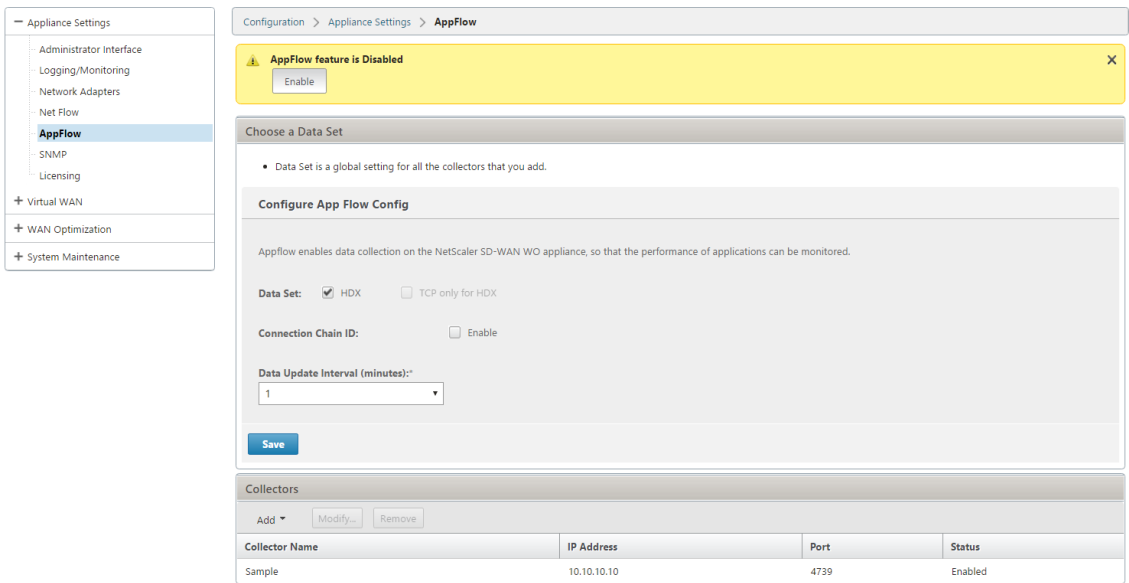 Appliance Settings
Administrator Interface
Logging/Monitoring
Network Adapters
Net Flow
AppFlow
SNMP
Licensing
Virtual WAN
WAN Optimization
System Maintenance
Configuration > Appliance Settings > AppFlow
AppFlow feature is Disabled
Enable
Choose a Data Set
Data Set is a global setting for all the collectors that you add.
Configure App Flow Config
Appflow enables data collection on the NetScaler SD-WAN WO appliance, so that the performance of applications can be monitored.
Data Set: HDX TCP only for HDX
Connection Chain ID: Enable
Data Update Interval (minutes):*
1
Save
Collectors
Add Modify... Remove
Collector Name IP Address Port Status
Sample 10.10.10.10 4739 Enabled